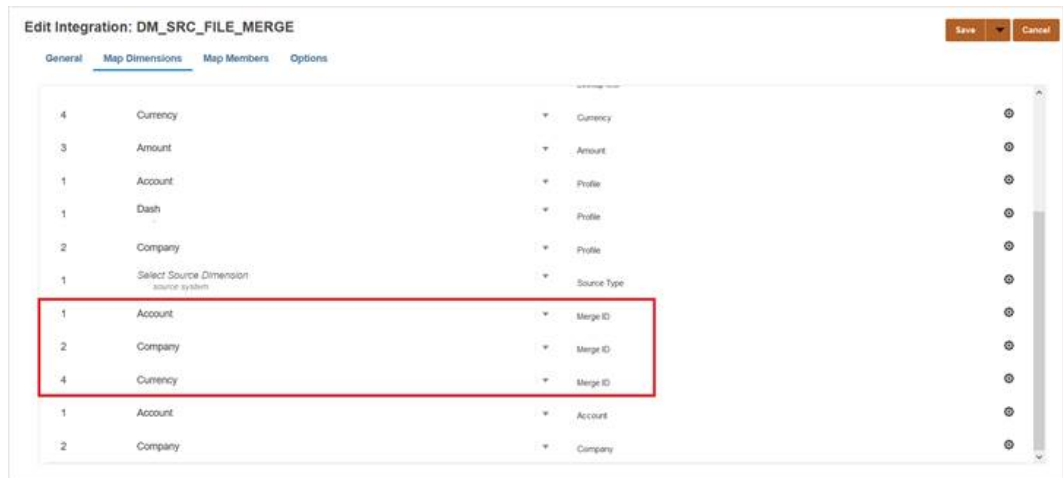 Edit Integration: DM_SRC_FILE_MERGE
Save Cancel
General Map Dimensions Map Members Options
4 Currency Currency
3 Amount Amount
1 Account Profile
1 Dash Profile
-
2 Company Profile
1 Select Source Dimension Source Type
source system
1 Account Merge ID
2 Company Merge ID
4 Currency Merge ID
1 Account Account
2 Company Company